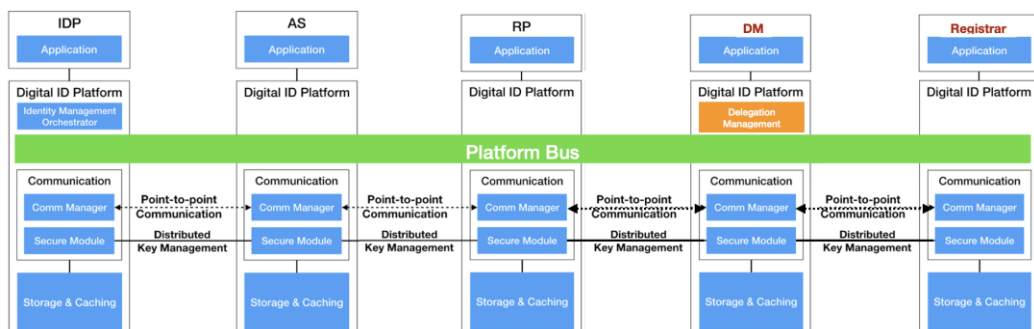 IDP
AS
RP
DM
Registrar
Application
Application
Application
Application
Application
Digital ID Platform
Digital ID Platform
Digital ID Platform
Digital ID Platform
Digital ID Platform
Identity Management
Orchestrator
Delegation
Management
Platform Bus
Communication
Communication
Communication
Communication
Communication
Comm Manager
Point-to-point
Communication
Comm Manager
Point-to-point
Communication
Comm Manager
Point-to-point
Communication
Comm Manager
Point-to-point
Communication
Comm Manager
Secure Module
Distributed
Key Management
Secure Module
Distributed
Key Management
Secure Module
Distributed
Key Management
Secure Module
Distributed
Key Management
Secure Module
Storage & Caching
Storage & Caching
Storage & Caching
Storage & Caching
Storage & Caching